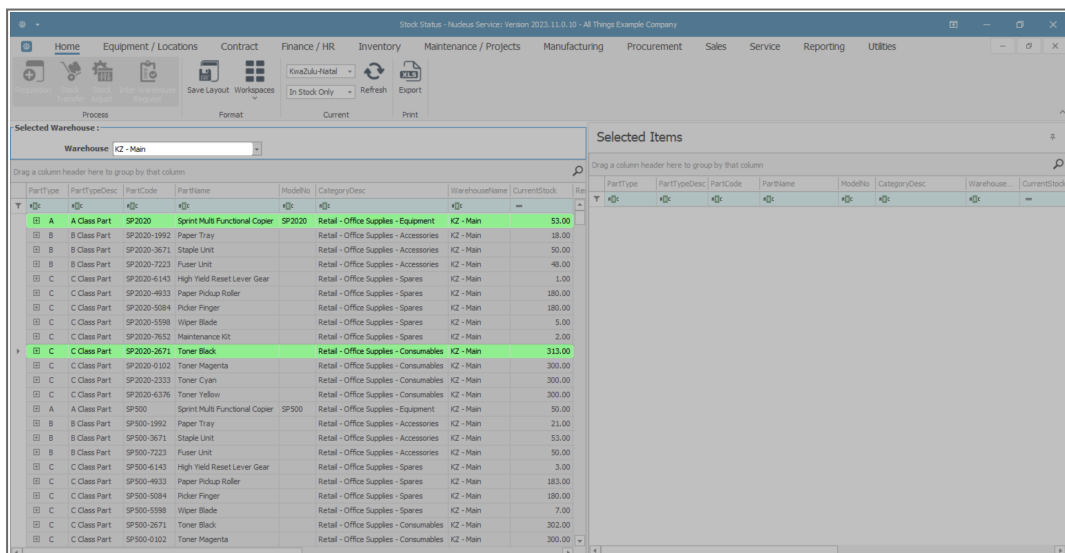 Stock Status - Nucleus Service: Version 2023.11.0.10 - All Things Example Company
Home Equipment / Locations Contract Finance / HR Inventory Maintenance / Projects Manufacturing Procurement Sales Service Reporting Utilities
Requisition Stock Transfer Stock Adjust Inter Warehouse Request Save Layout Workspaces KwaZulu-Natal In Stock Only Refresh Export
Process Format Current Print
Selected Warehouse :
Warehouse KZ - Main
Selected Items
Drag a column header here to group by that column
Drag a column header here to group by that column
PartType PartTypeDesc PartCode PartName ModelNo CategoryDesc WarehouseName CurrentStock Res
PartType PartTypeDesc PartCode PartName ModelNo CategoryDesc Warehouse... CurrentStock
A A Class Part SP2020 Sprint Multi Functional Copier SP2020 Retail - Office Supplies - Equipment KZ - Main 53.00
B B Class Part SP2020-1992 Paper Tray Retail - Office Supplies - Accessories KZ - Main 18.00
B B Class Part SP2020-3671 Staple Unit Retail - Office Supplies - Accessories KZ - Main 50.00
B B Class Part SP2020-7223 Fuser Unit Retail - Office Supplies - Accessories KZ - Main 48.00
C C Class Part SP2020-6143 High Yield Reset Lever Gear Retail - Office Supplies - Spares KZ - Main 1.00
C C Class Part SP2020-4933 Paper Pickup Roller Retail - Office Supplies - Spares KZ - Main 180.00
C C Class Part SP2020-5084 Picker Finger Retail - Office Supplies - Spares KZ - Main 180.00
C C Class Part SP2020-5598 Wiper Blade Retail - Office Supplies - Spares KZ - Main 5.00
C C Class Part SP2020-7652 Maintenance Kit Retail - Office Supplies - Spares KZ - Main 2.00
C C Class Part SP2020-2671 Toner Black Retail - Office Supplies - Consumables KZ - Main 313.00
C C Class Part SP2020-0102 Toner Magenta Retail - Office Supplies - Consumables KZ - Main 300.00
C C Class Part SP2020-2333 Toner Cyan Retail - Office Supplies - Consumables KZ - Main 300.00
C C Class Part SP2020-6376 Toner Yellow Retail - Office Supplies - Consumables KZ - Main 300.00
A A Class Part SP500 Sprint Multi Functional Copier SP500 Retail - Office Supplies - Equipment KZ - Main 50.00
B B Class Part SP500-1992 Paper Tray Retail - Office Supplies - Accessories KZ - Main 21.00
B B Class Part SP500-3671 Staple Unit Retail - Office Supplies - Accessories KZ - Main 53.00
B B Class Part SP500-7223 Fuser Unit Retail - Office Supplies - Accessories KZ - Main 50.00
C C Class Part SP500-6143 High Yield Reset Lever Gear Retail - Office Supplies - Spares KZ - Main 3.00
C C Class Part SP500-4933 Paper Pickup Roller Retail - Office Supplies - Spares KZ - Main 183.00
C C Class Part SP500-5084 Picker Finger Retail - Office Supplies - Spares KZ - Main 180.00
C C Class Part SP500-5598 Wiper Blade Retail - Office Supplies - Spares KZ - Main 7.00
C C Class Part SP500-2671 Toner Black Retail - Office Supplies - Consumables KZ - Main 302.00
C C Class Part SP500-0102 Toner Magenta Retail - Office Supplies - Consumables KZ - Main 300.00